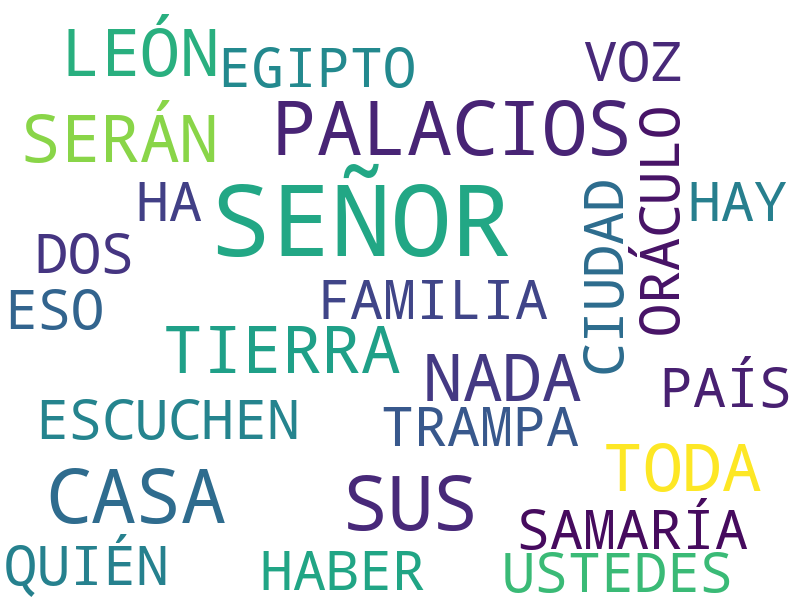 LEÓN
EGIPTO
VOZ
SERÁN
PALACIOS
ORÁCULO
HA
SEÑOR
CIUDAD
HAY
DOS
ESO
FAMILIA
TIERRA
NADA
PAÍS
ESCUCHEN
TRAMPA
TODA
CASA
SUS
SAMARÍA
QUIÉN
HABER
USTEDES